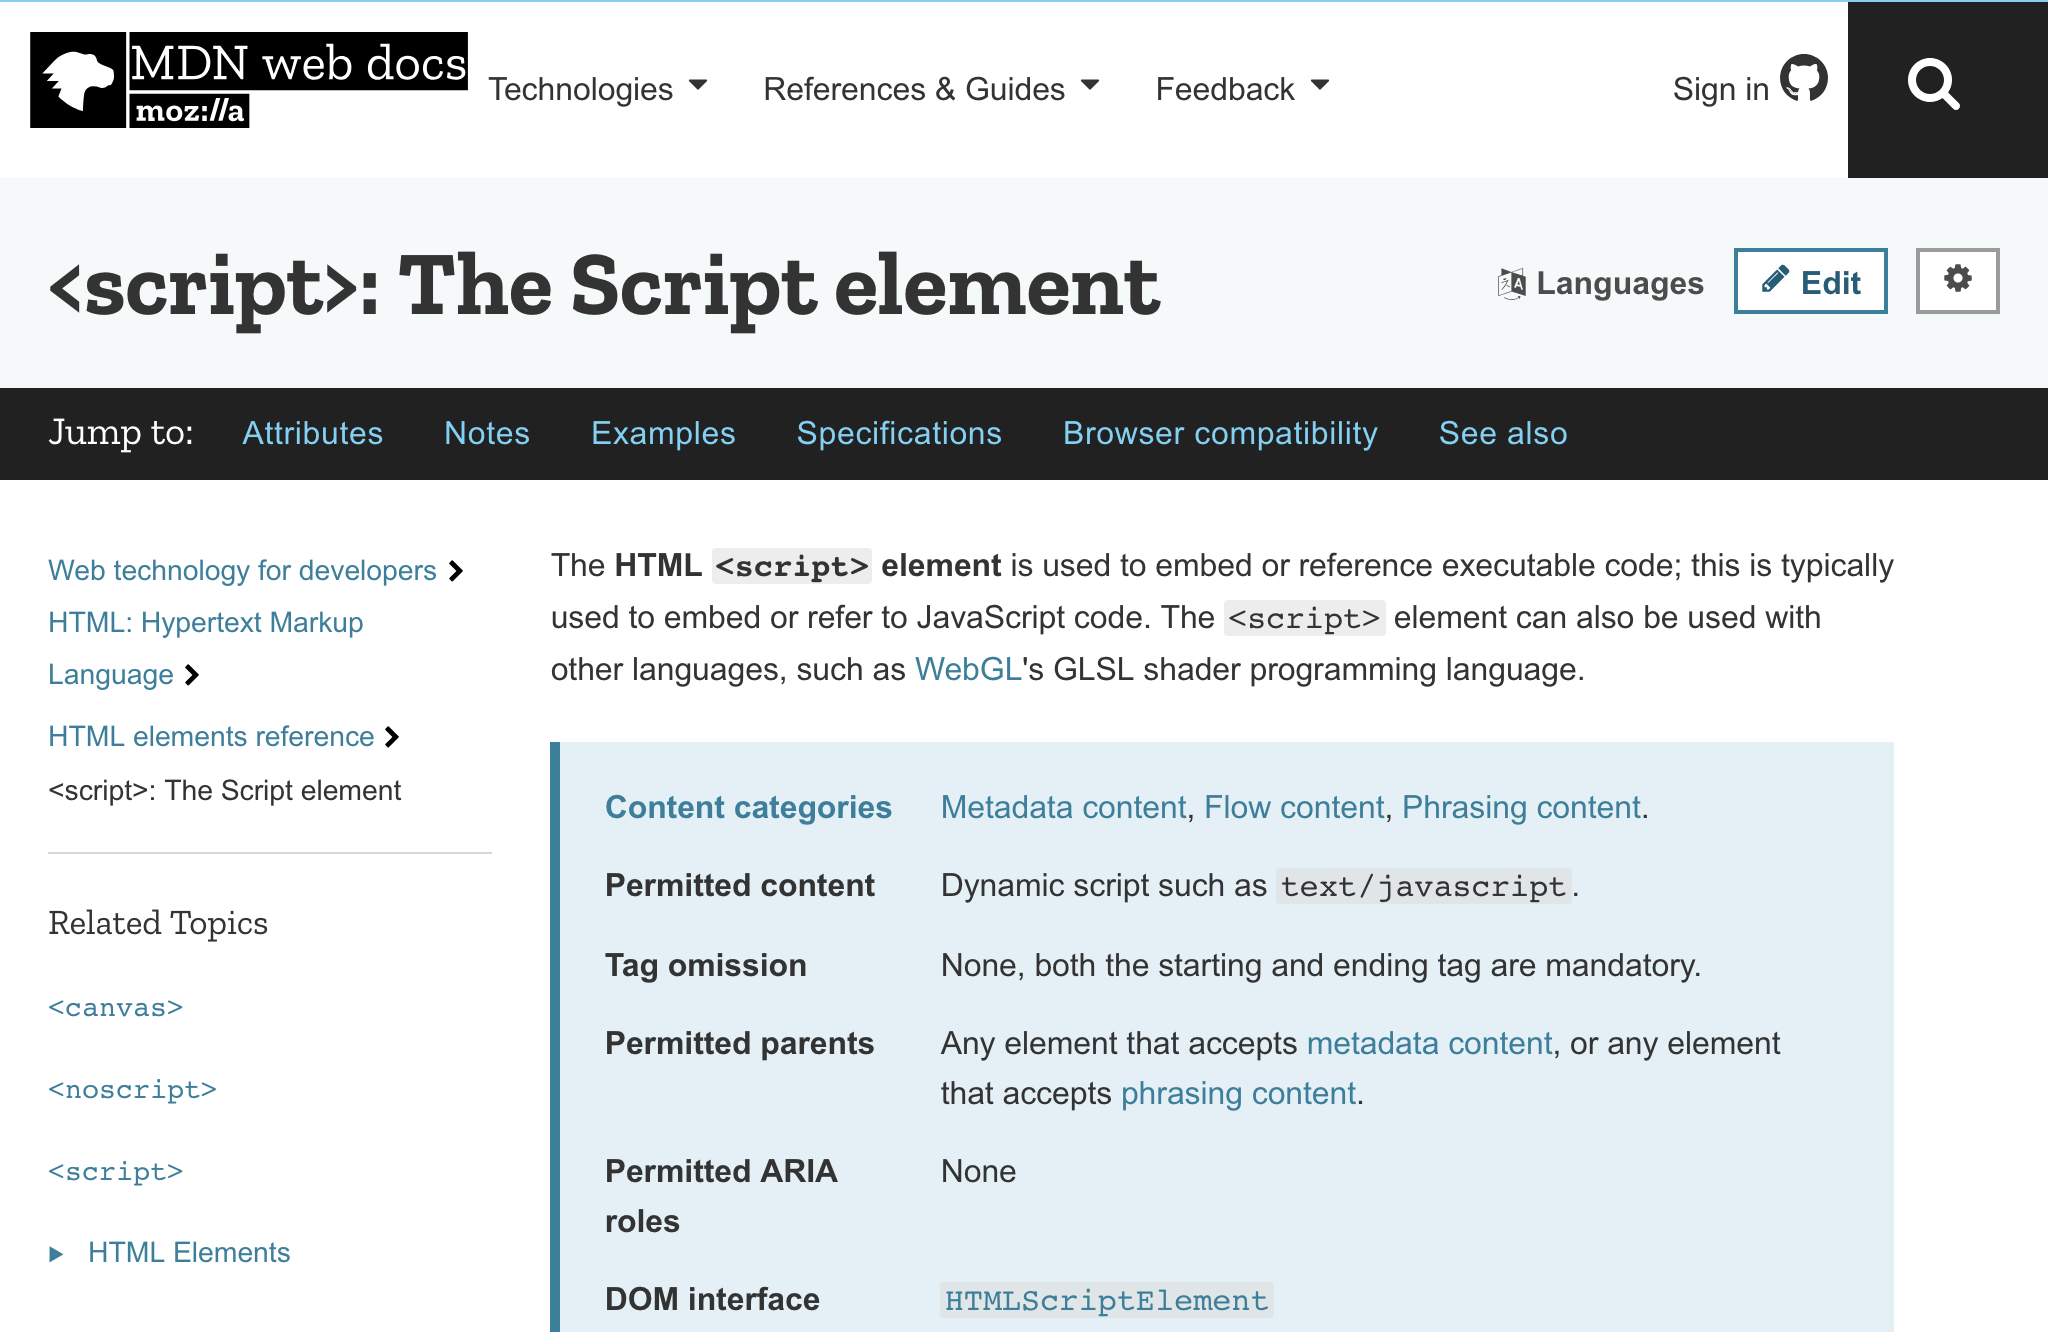 MDN web docs
moz://a
Technologies
References & Guides
Feedback
Sign in
<script>: The Script element
Languages
Edit
Jump to:
Attributes
Notes
Examples
Specifications
Browser compatibility
See also
Web technology for developers
HTML: Hypertext Markup
Language
HTML elements reference
<script>: The Script element
Related Topics
<canvas>
<noscript>
<script>
HTML Elements
The HTML <script> element is used to embed or reference executable code; this is typically
used to embed or refer to JavaScript code. The <script> element can also be used with
other languages, such as WebGL's GLSL shader programming language.
Content categories
Metadata content, Flow content, Phrasing content.
Permitted content
Dynamic script such as text/javascript.
Tag omission
None, both the starting and ending tag are mandatory.
Permitted parents
Any element that accepts metadata content, or any element
that accepts phrasing content.
Permitted ARIA
roles
None
DOM interface
HTMLScriptElement